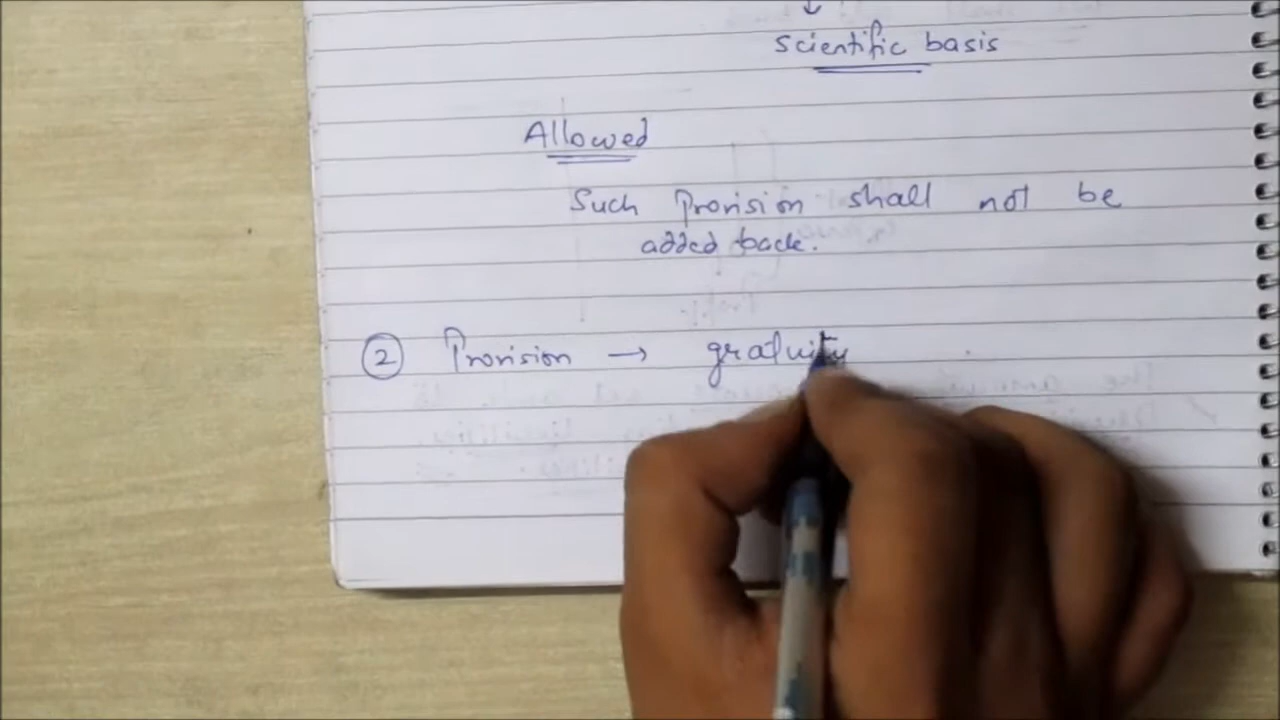 scientific basis
Allowed
Such Provision shall not be
added back.
② Provision → gratuity